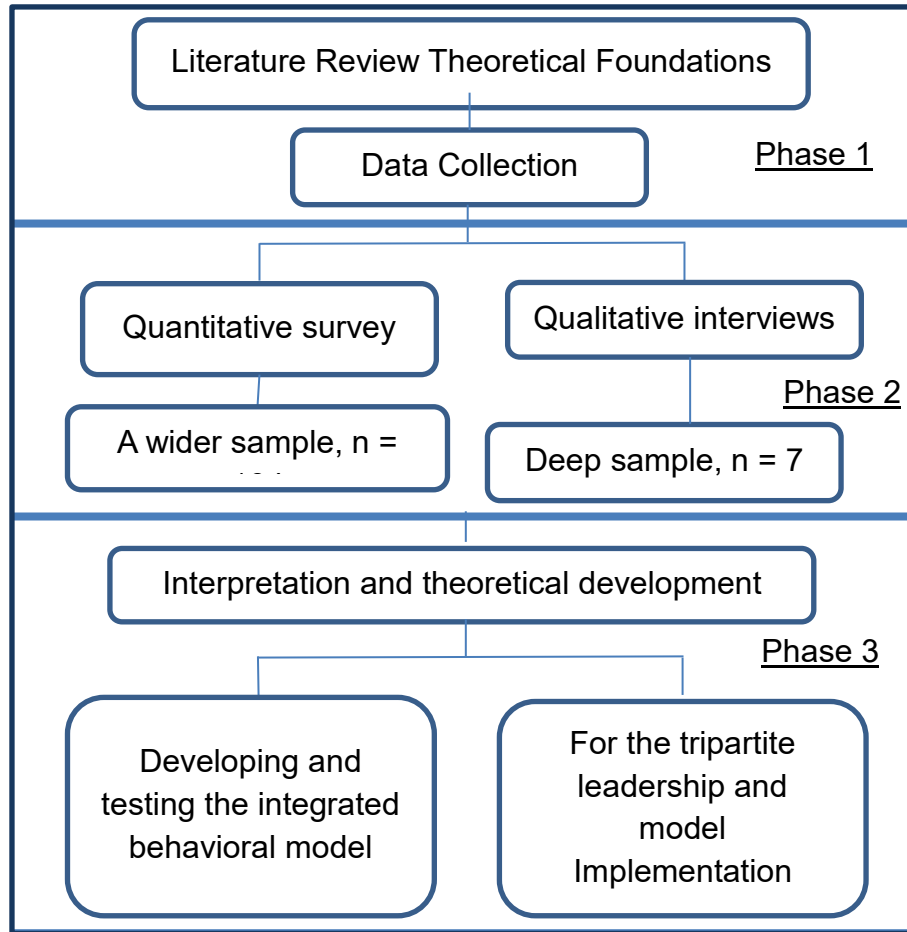 Literature Review Theoretical Foundations
Data Collection
Phase 1
Quantitative survey
Qualitative interviews
Phase 2
A wider sample, n =
Deep sample, n = 7
Interpretation and theoretical development
Phase 3
Developing and
testing the integrated
behavioral model
For the tripartite
leadership and
model
Implementation